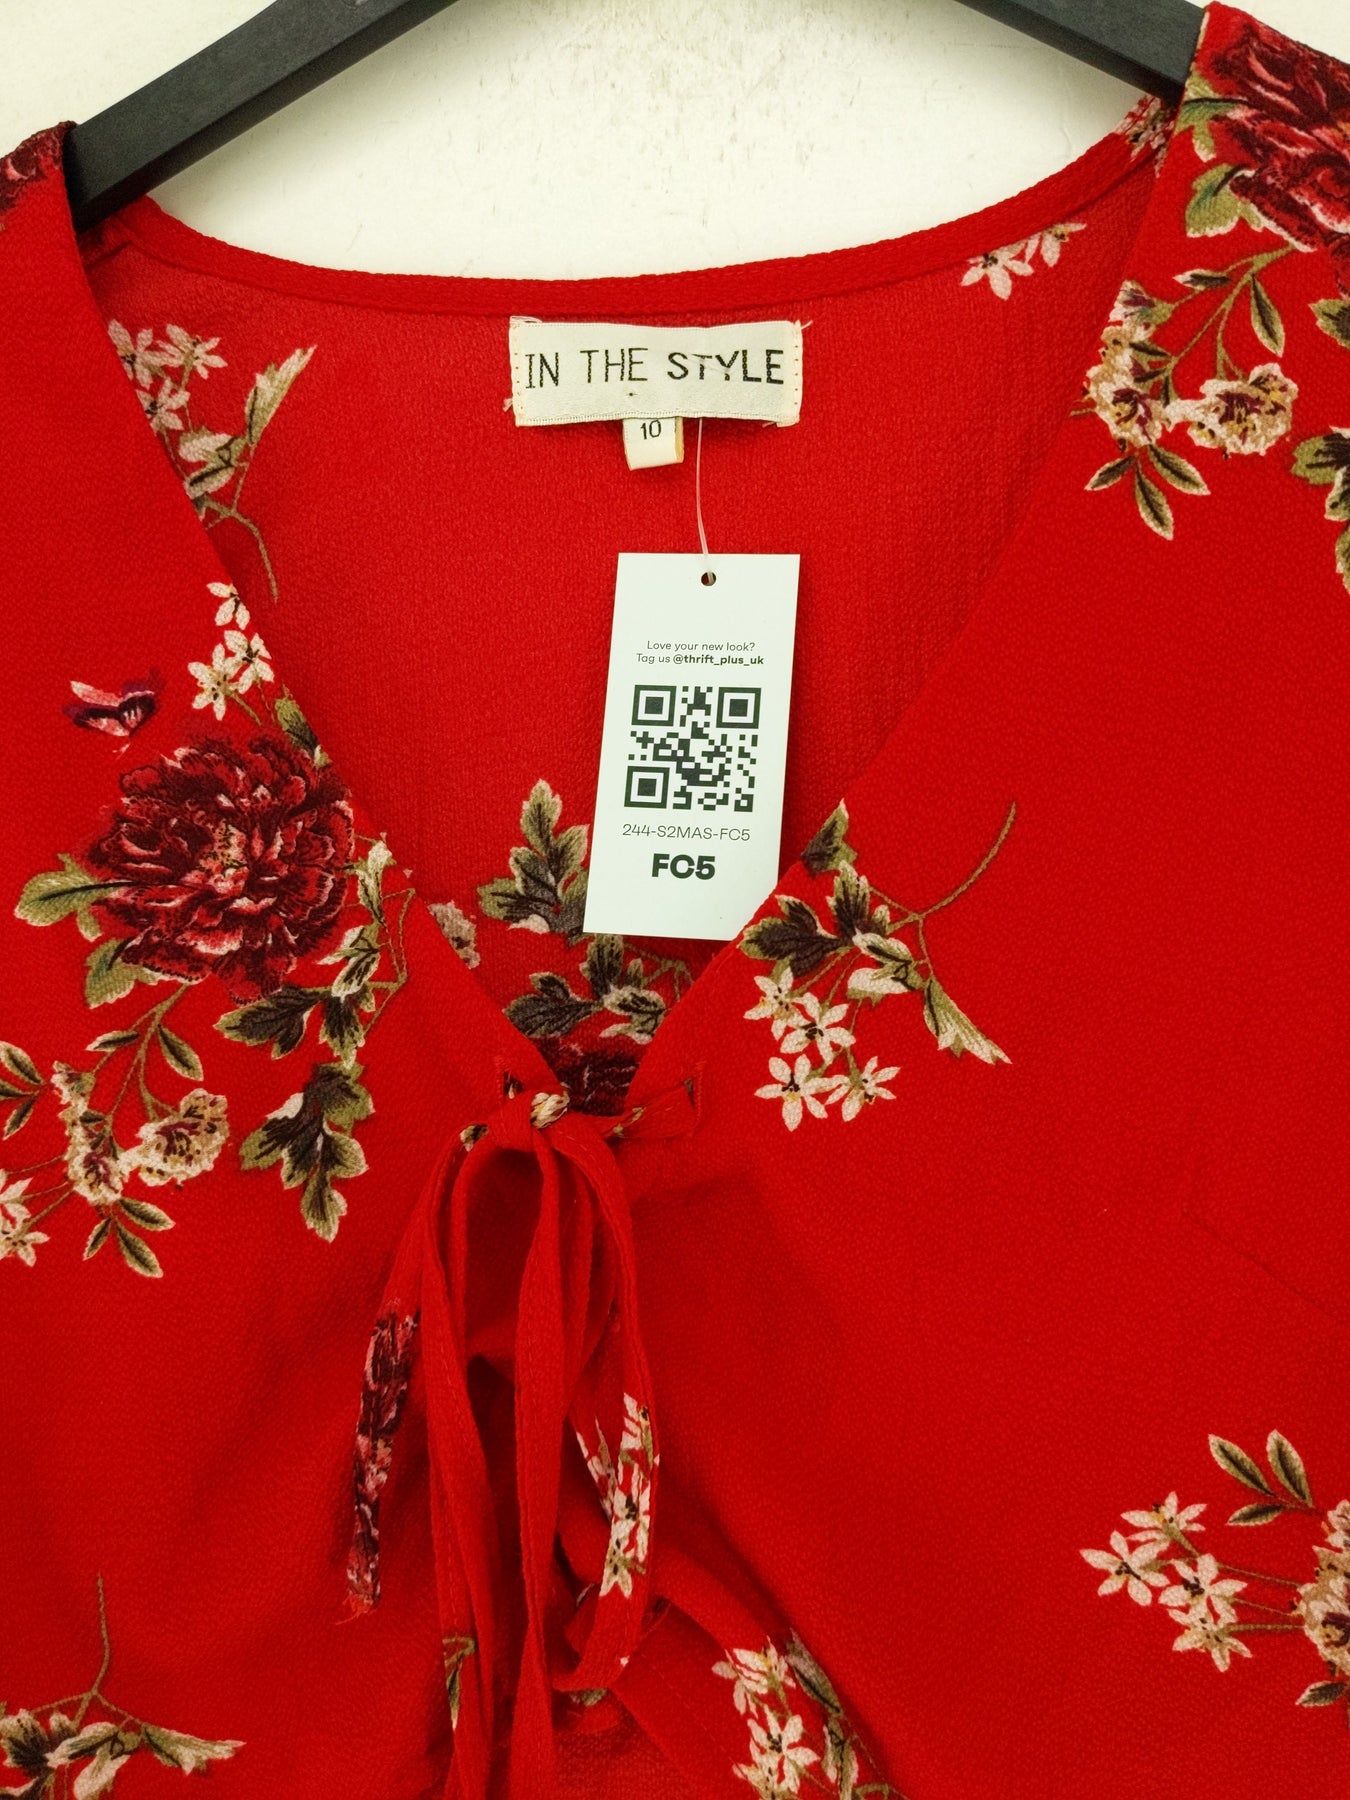 IN THE STYLE
10
Love your new look?
Tag us @thrift_plus_uk
244-S2MAS-FC5
FC5